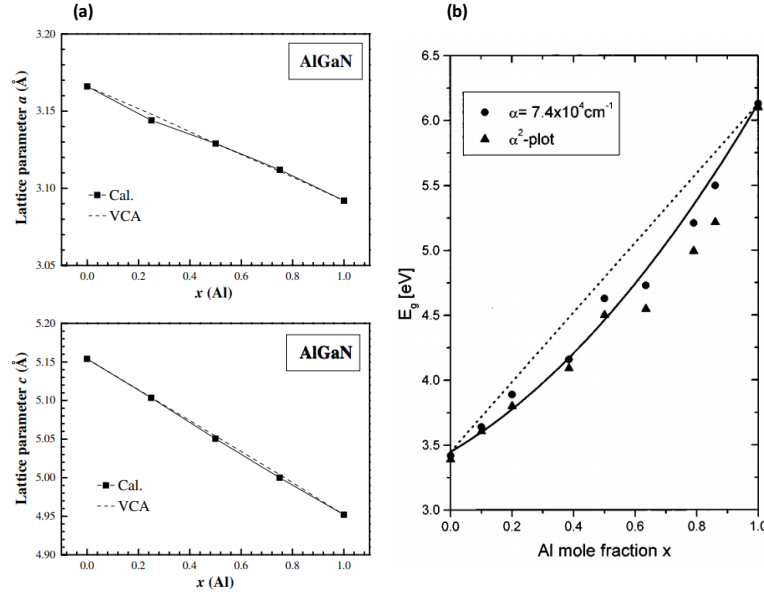 (a)
3.20
3.15
3.10
3.05
Lattice parameter a (Å)
AlGaN
Cal.
VCA
0.0 0.2 0.4 0.6 0.8 1.0
x (Al)
5.20
5.15
5.10
5.05
5.00
4.95
4.90
Lattice parameter c (Å)
AlGaN
Cal.
VCA
0.0 0.2 0.4 0.6 0.8 1.0
x (Al)
(b)
6.5
6.0
5.5
5.0
4.5
4.0
3.5
3.0
Eg [eV]
α= 7.4x10⁴cm⁻¹
α²-plot
0.0 0.2 0.4 0.6 0.8 1.0
Al mole fraction x